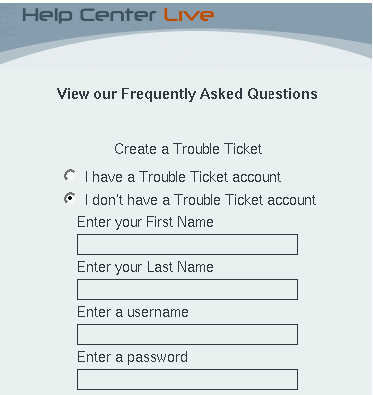 Help Center Live
View our Frequently Asked Questions
Create a Trouble Ticket
I have a Trouble Ticket account
I don't have a Trouble Ticket account
Enter your First Name
Enter your Last Name
Enter a username
Enter a password